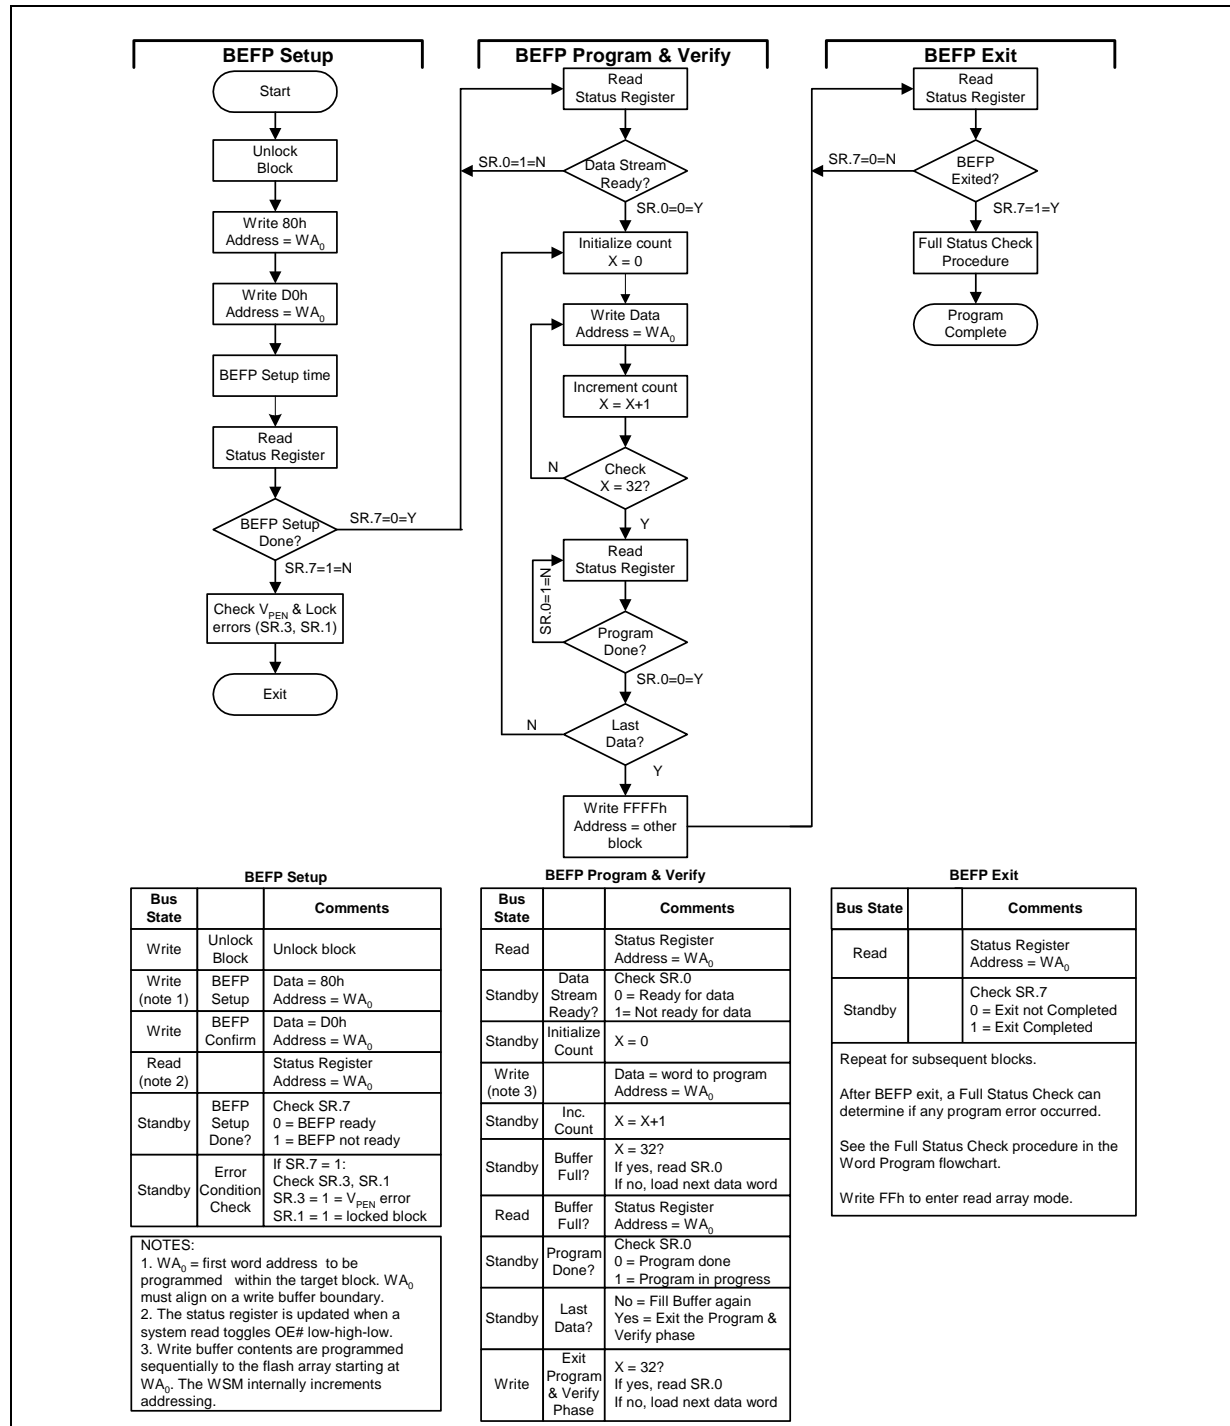 BEFP Setup
Start
Unlock
Block
Write 80h
Address = WA0
Write D0h
Address = WA0
BEFP Setup time
Read
Status Register
BEFP Setup
Done?
SR.7=0=Y
SR.7=1=N
Check VPEN & Lock
errors (SR.3, SR.1)
Exit
BEFP Program & Verify
Read
Status Register
SR.0=1=N
Data Stream
Ready?
SR.0=0=Y
Initialize count
X = 0
Write Data
Address = WA0
Increment count
X = X+1
N
Check
X = 32?
Y
Read
Status Register
SR.0=1=N
Program
Done?
SR.0=0=Y
N
Last
Data?
Y
Write FFFFh
Address = other
block
BEFP Exit
Read
Status Register
SR.7=0=N
BEFP
Exited?
SR.7=1=Y
Full Status Check
Procedure
Program
Complete
BEFP Setup
Bus
State
Comments
Write
Unlock
Block
Unlock block
Write
(note 1)
BEFP
Setup
Data = 80h
Address = WA0
Write
BEFP
Confirm
Data = D0h
Address = WA0
Read
(note 2)
Status Register
Address = WA0
Standby
BEFP
Setup
Done?
Check SR.7
0 = BEFP ready
1 = BEFP not ready
Standby
Error
Condition
Check
If SR.7 = 1:
Check SR.3, SR.1
SR.3 = 1 = VPEN error
SR.1 = 1 = locked block
NOTES:
1. WA0 = first word address to be
programmed within the target block. WA0
must align on a write buffer boundary.
2. The status register is updated when a
system read toggles OE# low-high-low.
3. Write buffer contents are programmed
sequentially to the flash array starting at
WA0. The WSM internally increments
addressing.
BEFP Program & Verify
Bus
State
Comments
Read
Status Register
Address = WA0
Standby
Data
Stream
Ready?
Check SR.0
0 = Ready for data
1= Not ready for data
Standby
Initialize
Count
X = 0
Write
(note 3)
Data = word to program
Address = WA0
Standby
Inc.
Count
X = X+1
Standby
Buffer
Full?
X = 32?
If yes, read SR.0
If no, load next data word
Read
Buffer
Full?
Status Register
Address = WA0
Standby
Program
Done?
Check SR.0
0 = Program done
1 = Program in progress
Standby
Last
Data?
No = Fill Buffer again
Yes = Exit the Program &
Verify phase
Write
Exit
Program
& Verify
Phase
X = 32?
If yes, read SR.0
If no, load next data word
BEFP Exit
Bus State
Comments
Read
Status Register
Address = WA0
Standby
Check SR.7
0 = Exit not Completed
1 = Exit Completed
Repeat for subsequent blocks.
After BEFP exit, a Full Status Check can
determine if any program error occurred.
See the Full Status Check procedure in the
Word Program flowchart.
Write FFh to enter read array mode.